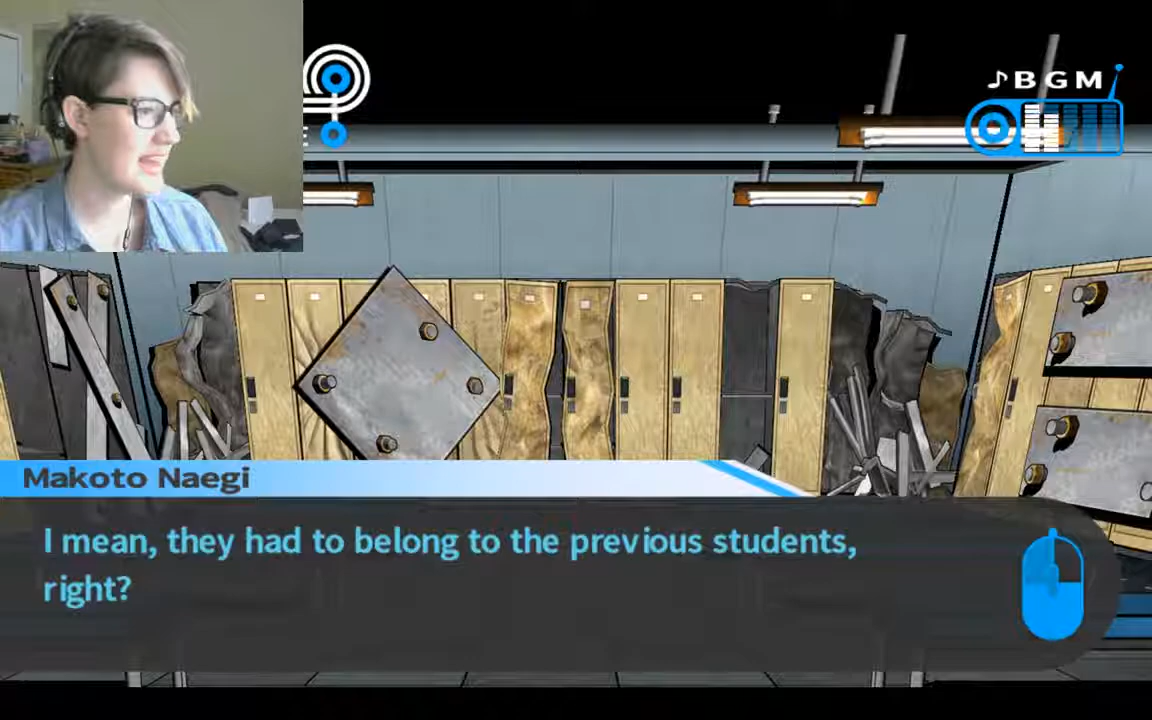 ♪BGM
E
Makoto Naegi
I mean, they had to belong to the previous students,
right?